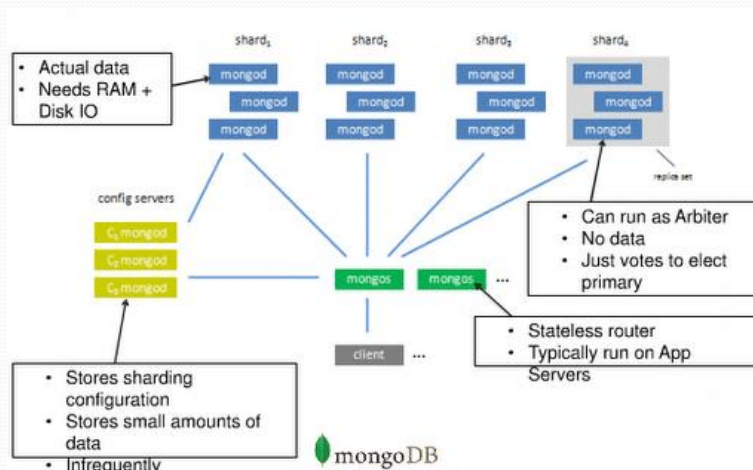 shard₁
shard₂
shard₃
shard₄
• Actual data
• Needs RAM +
Disk IO
mongod
mongod
mongod
mongod
mongod
mongod
mongod
mongod
mongod
mongod
mongod
mongod
replica set
config servers
C₁ mongod
C₂ mongod
C₃ mongod
• Can run as Arbiter
• No data
• Just votes to elect
primary
mongos
mongos
...
• Stateless router
• Typically run on App
Servers
client
...
• Stores sharding
configuration
• Stores small amounts of
data
• Infrequently
mongoDB